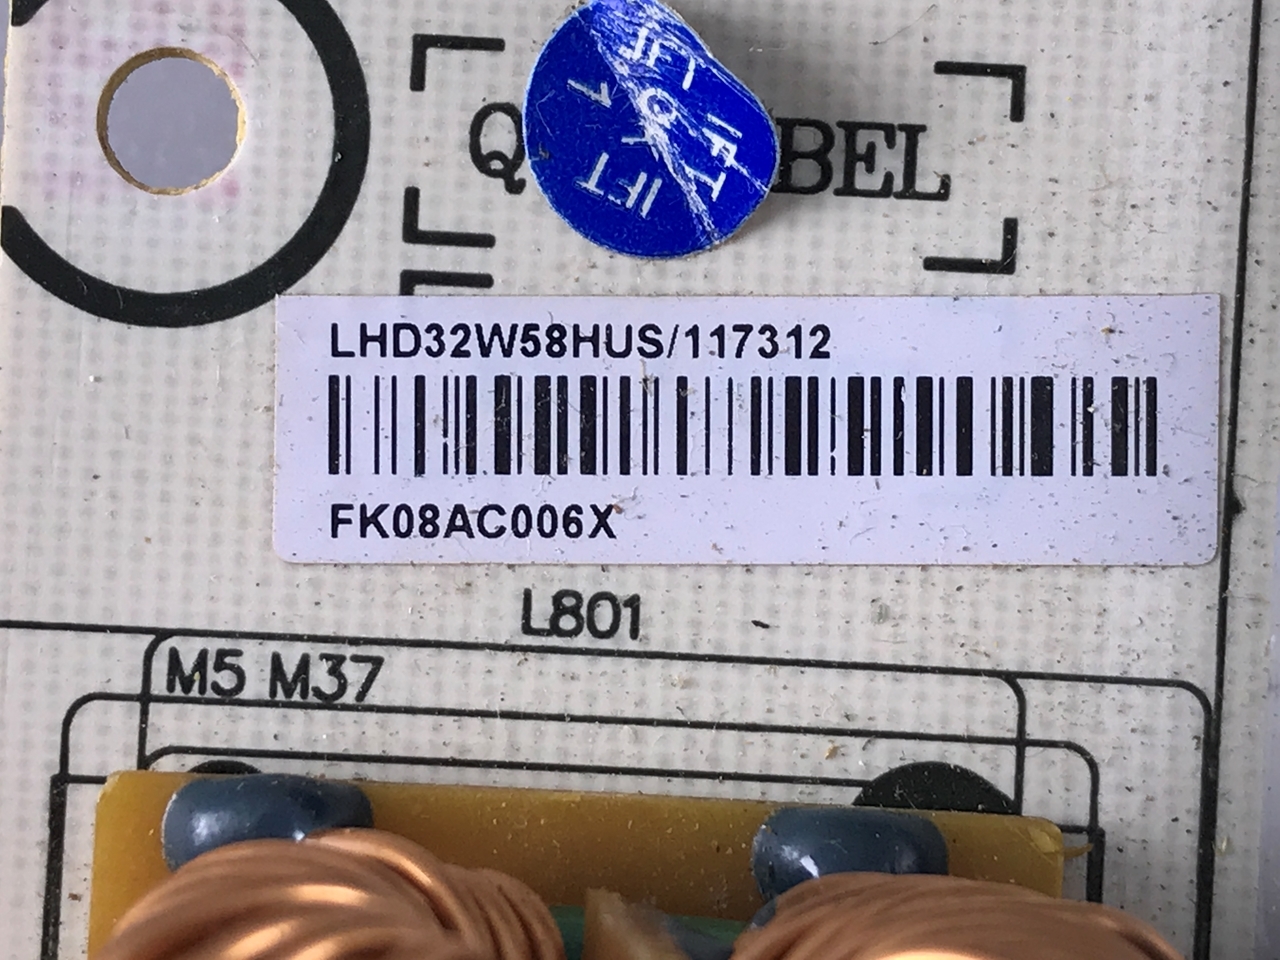 IFT
IFT
IFT
BEL
LHD32W58HUS/117312
FK08AC006X
L801
M5 M37